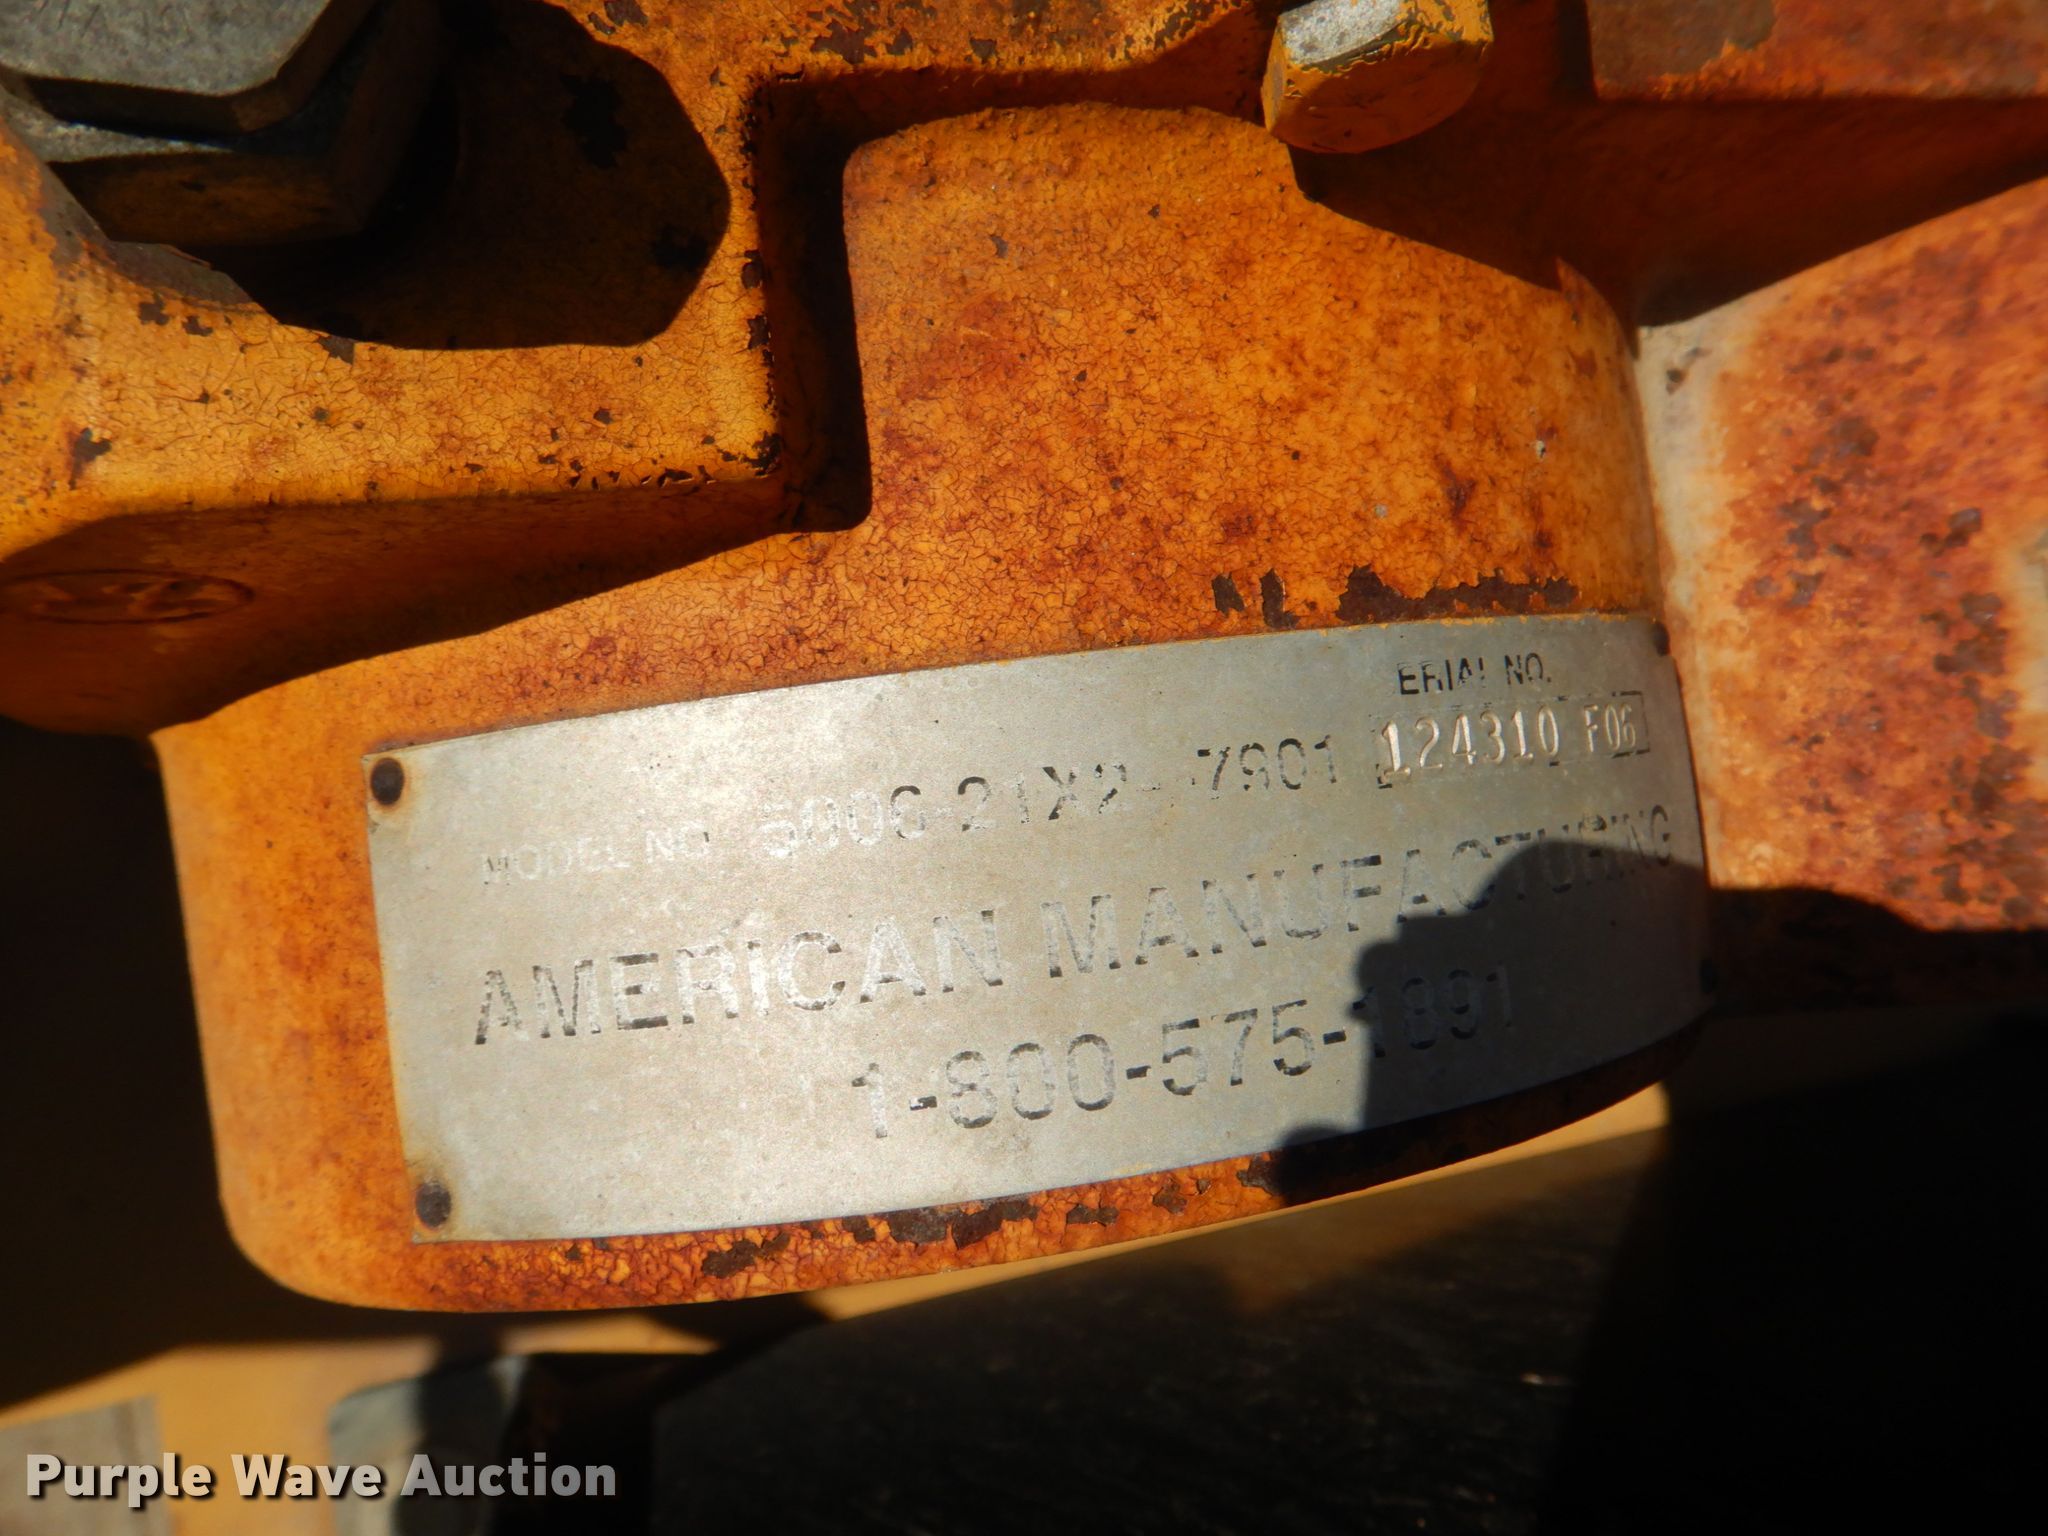 ERIAL NO.
MODEL NO. 5006-21X2- 7901 124310 F06
AMERICAN MANUFACTURING
1-800-575-1891
Purple Wave Auction